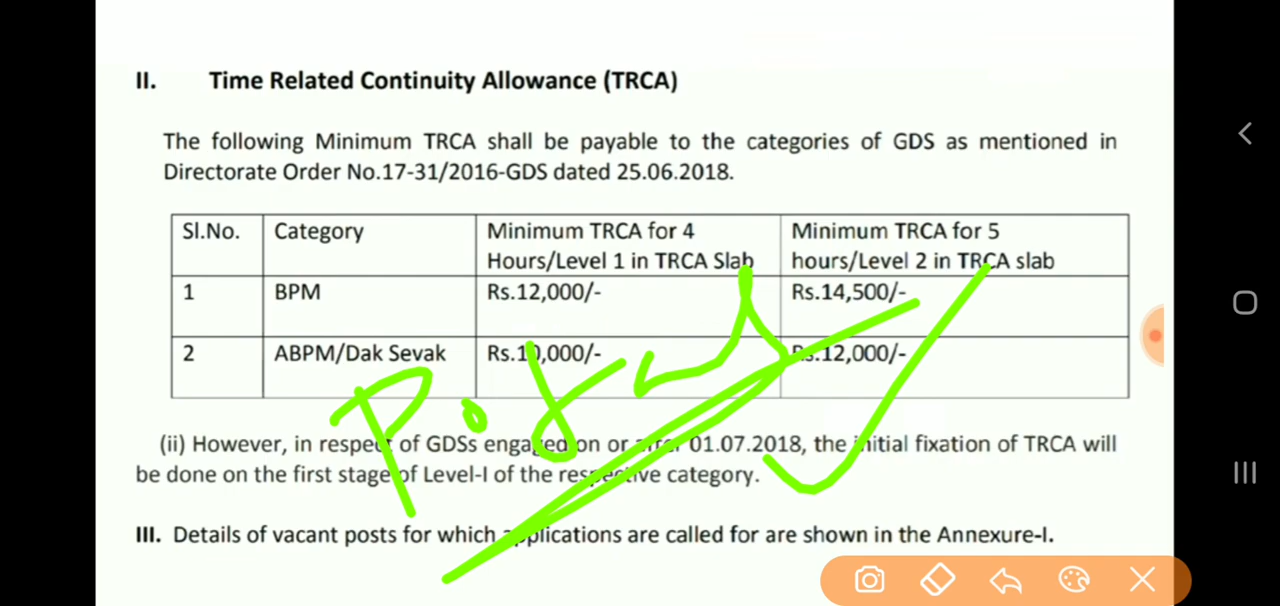 II. Time Related Continuity Allowance (TRCA)
The following Minimum TRCA shall be payable to the categories of GDS as mentioned in
Directorate Order No.17-31/2016-GDS dated 25.06.2018.
Sl.No. Category Minimum TRCA for 4 Hours/Level 1 in TRCA Slab Minimum TRCA for 5 hours/Level 2 in TRCA slab
1 BPM Rs.12,000/- Rs.14,500/-
2 ABPM/Dak Sevak Rs.10,000/- Rs.12,000/-
(ii) However, in respect of GDSs engaged on or after 01.07.2018, the initial fixation of TRCA will
be done on the first stage of Level-I of the respective category.
III. Details of vacant posts for which applications are called for are shown in the Annexure-I.